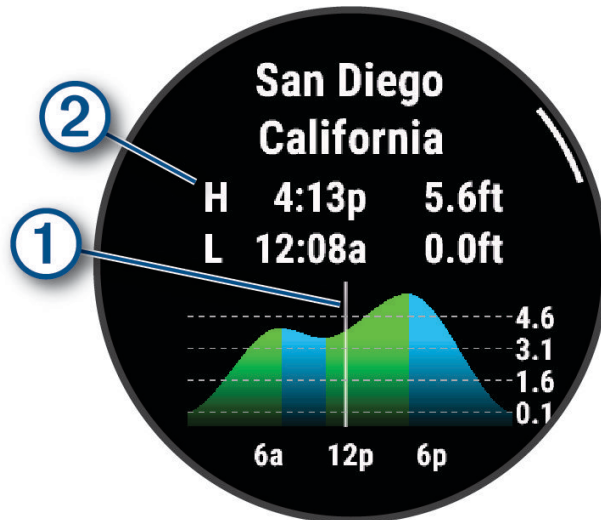 San Diego
California
H 4:13p 5.6ft
L 12:08a 0.0ft
4.6
3.1
1.6
0.1
6a 12p 6p
2
1